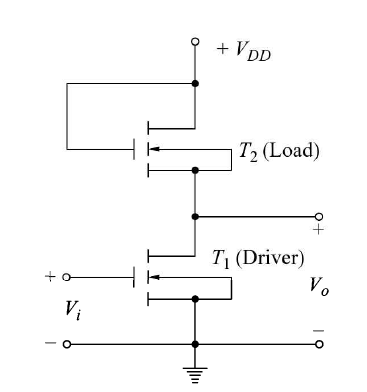 + V_DD
T_2 (Load)
+
T_1 (Driver)
+
V_i
V_o
−
−